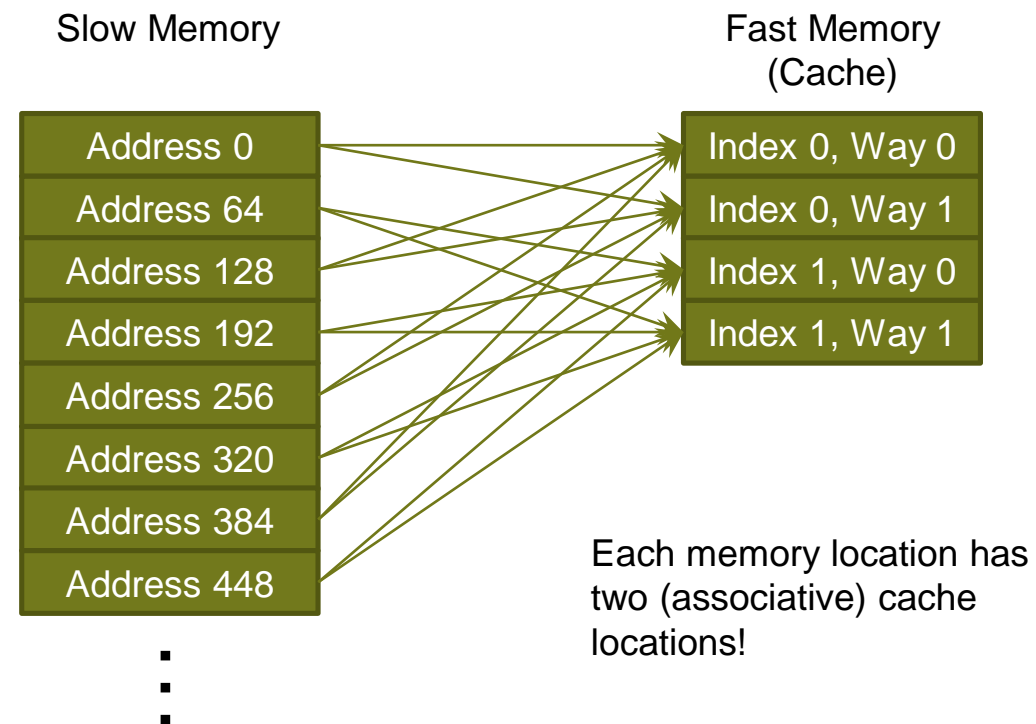 Slow Memory
Address 0
Address 64
Address 128
Address 192
Address 256
Address 320
Address 384
Address 448
Fast Memory
(Cache)
Index 0, Way 0
Index 0, Way 1
Index 1, Way 0
Index 1, Way 1
Each memory location has
two (associative) cache
locations!